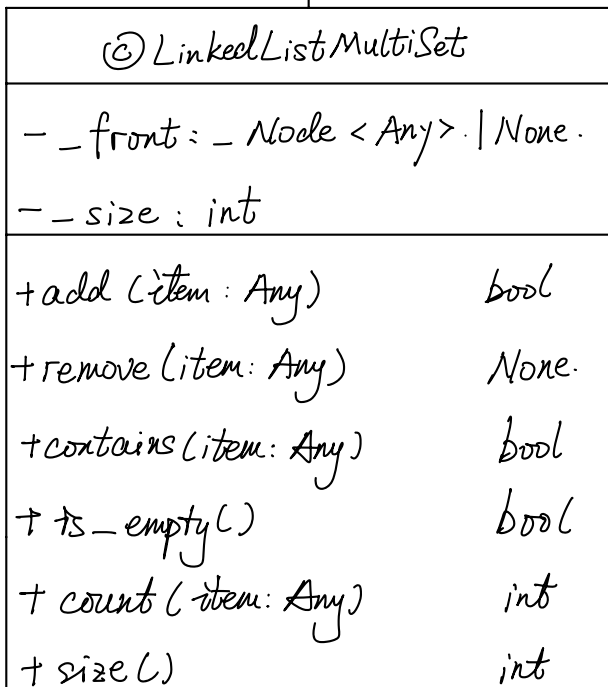 © LinkedListMultiSet
- _front: _Node <Any>. | None.
- _size: int
+ add (item: Any) bool
+ remove (item: Any) None.
+ contains (item: Any) bool
+ is_empty() bool
+ count (item: Any) int
+ size() int